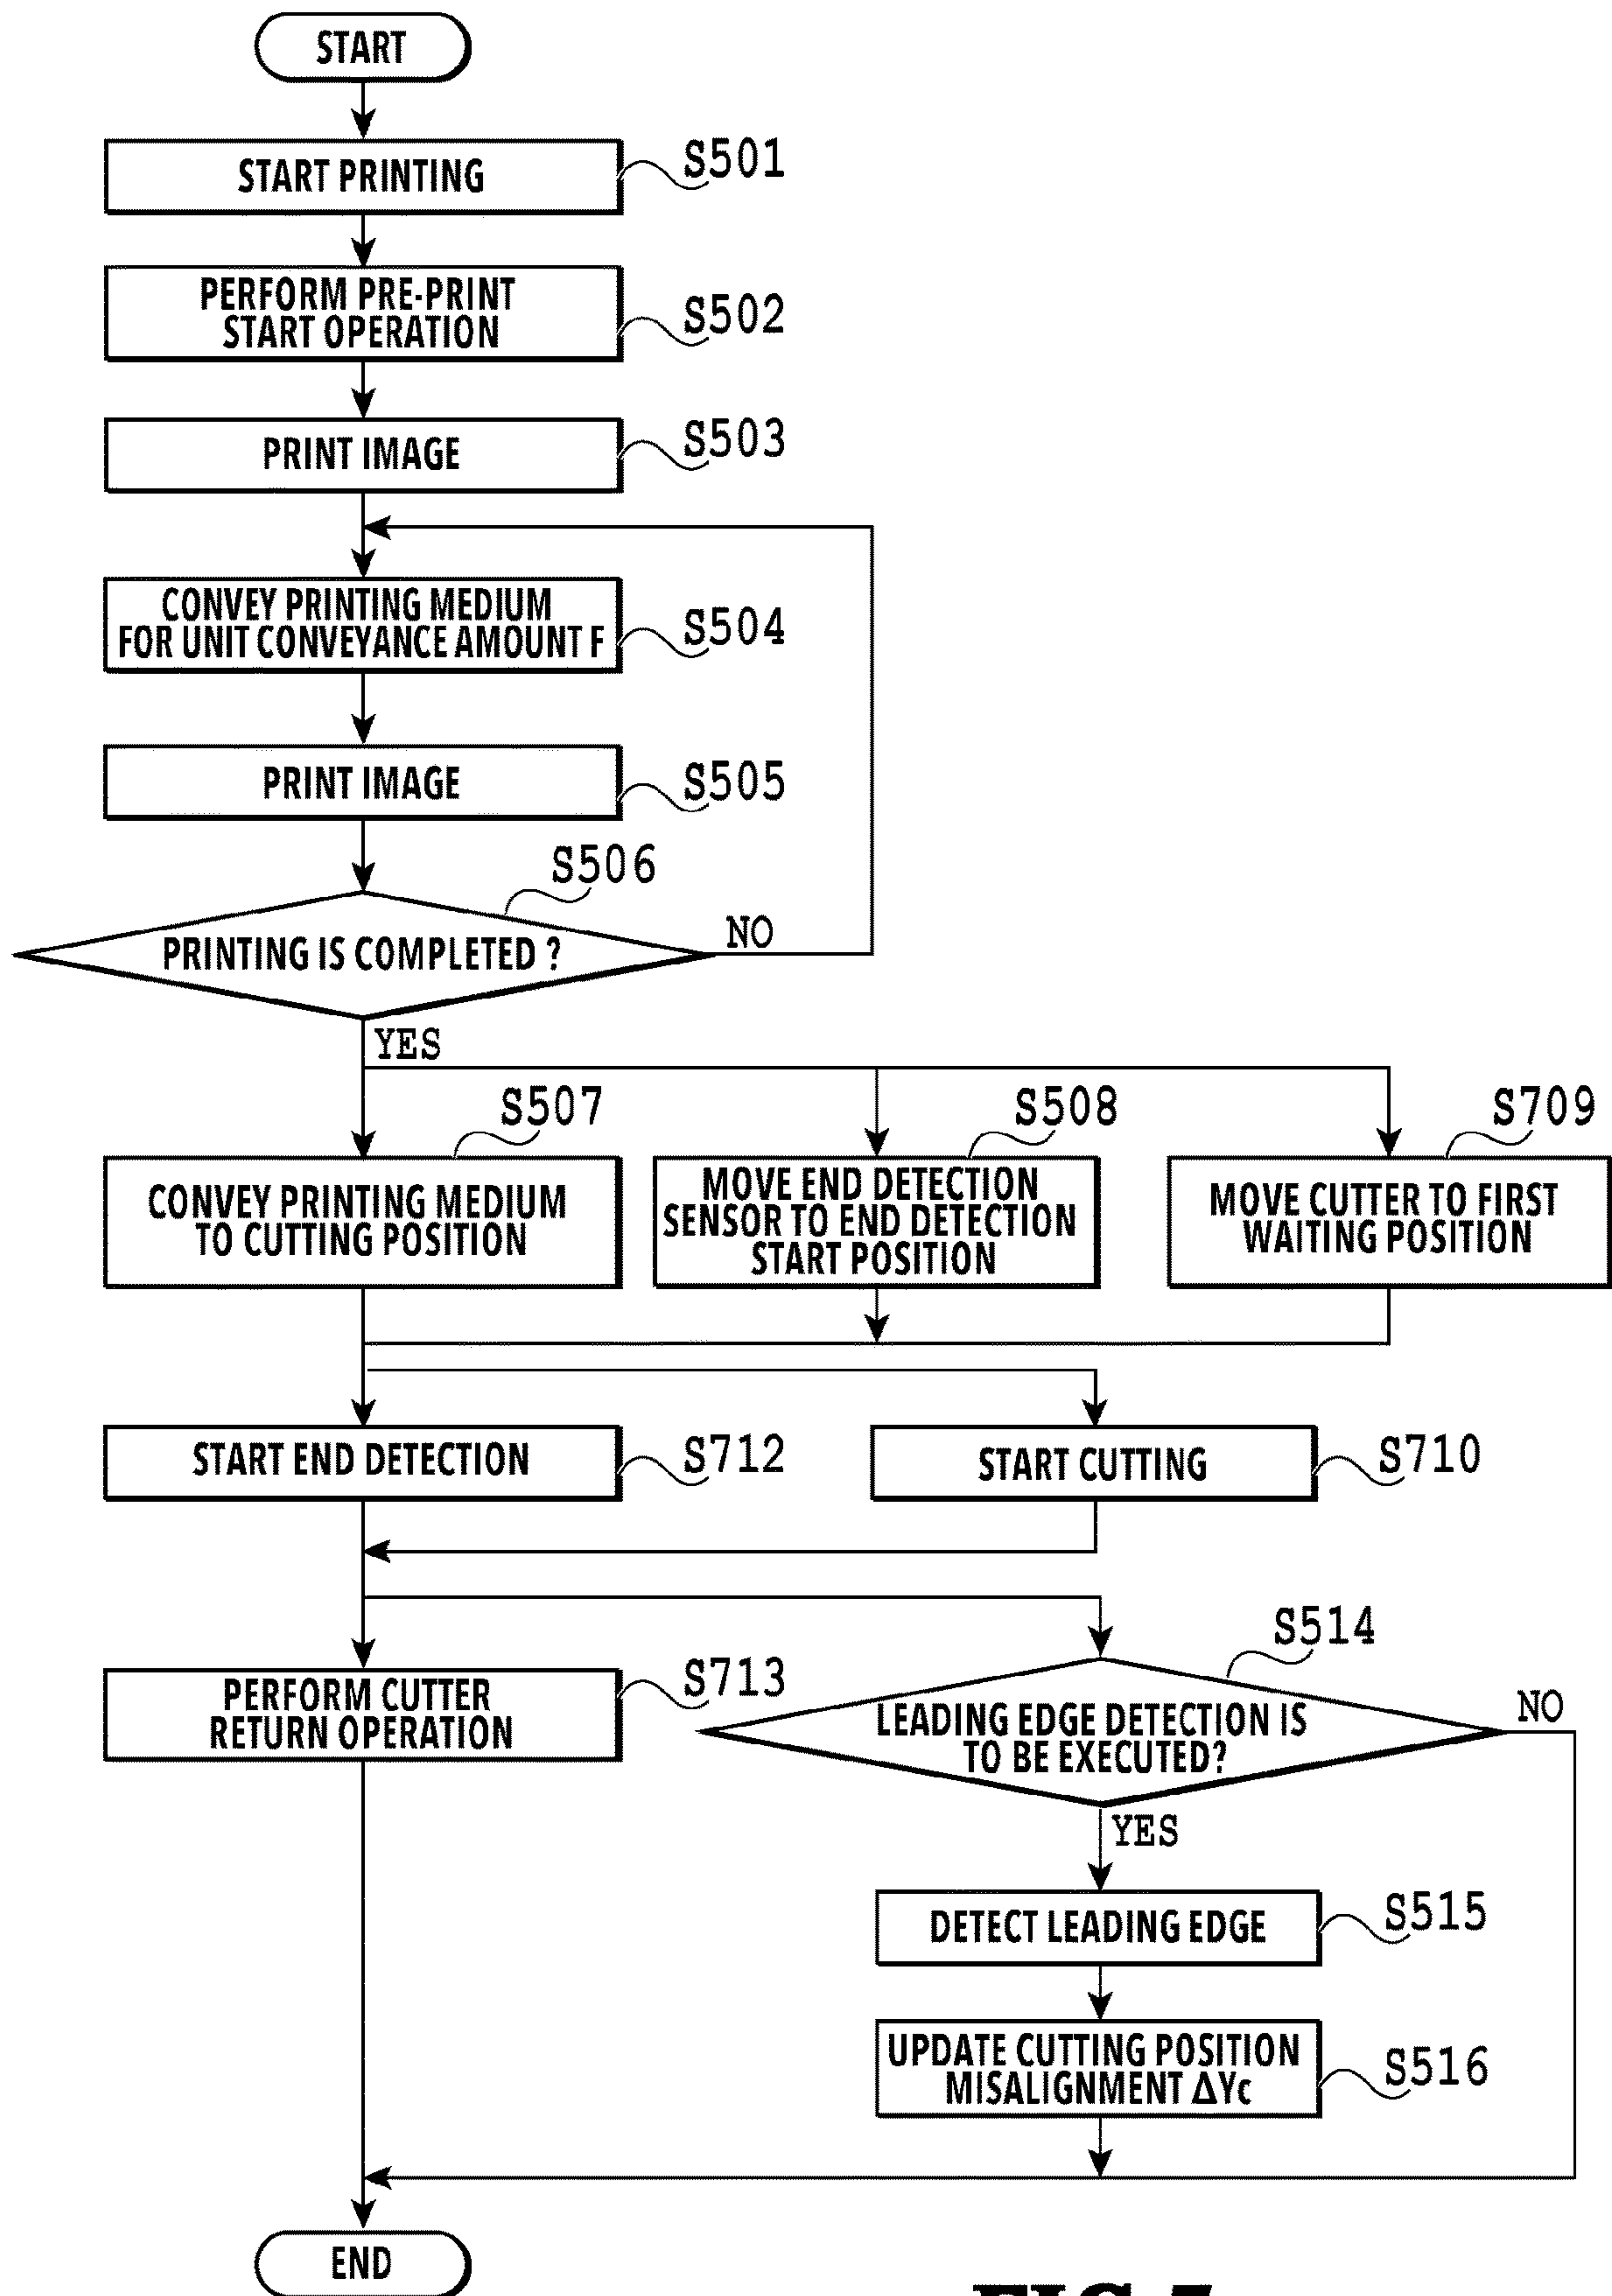 START
START PRINTING
S501
PERFORM PRE-PRINT
START OPERATION
S502
PRINT IMAGE
S503
CONVEY PRINTING MEDIUM
FOR UNIT CONVEYANCE AMOUNT F
S504
PRINT IMAGE
S505
S506
PRINTING IS COMPLETED ?
NO
YES
S507
CONVEY PRINTING MEDIUM
TO CUTTING POSITION
S508
MOVE END DETECTION
SENSOR TO END DETECTION
START POSITION
S709
MOVE CUTTER TO FIRST
WAITING POSITION
START END DETECTION
S712
START CUTTING
S710
PERFORM CUTTER
RETURN OPERATION
S713
S514
LEADING EDGE DETECTION IS
TO BE EXECUTED?
NO
YES
DETECT LEADING EDGE
S515
UPDATE CUTTING POSITION
MISALIGNMENT ΔYc
S516
END